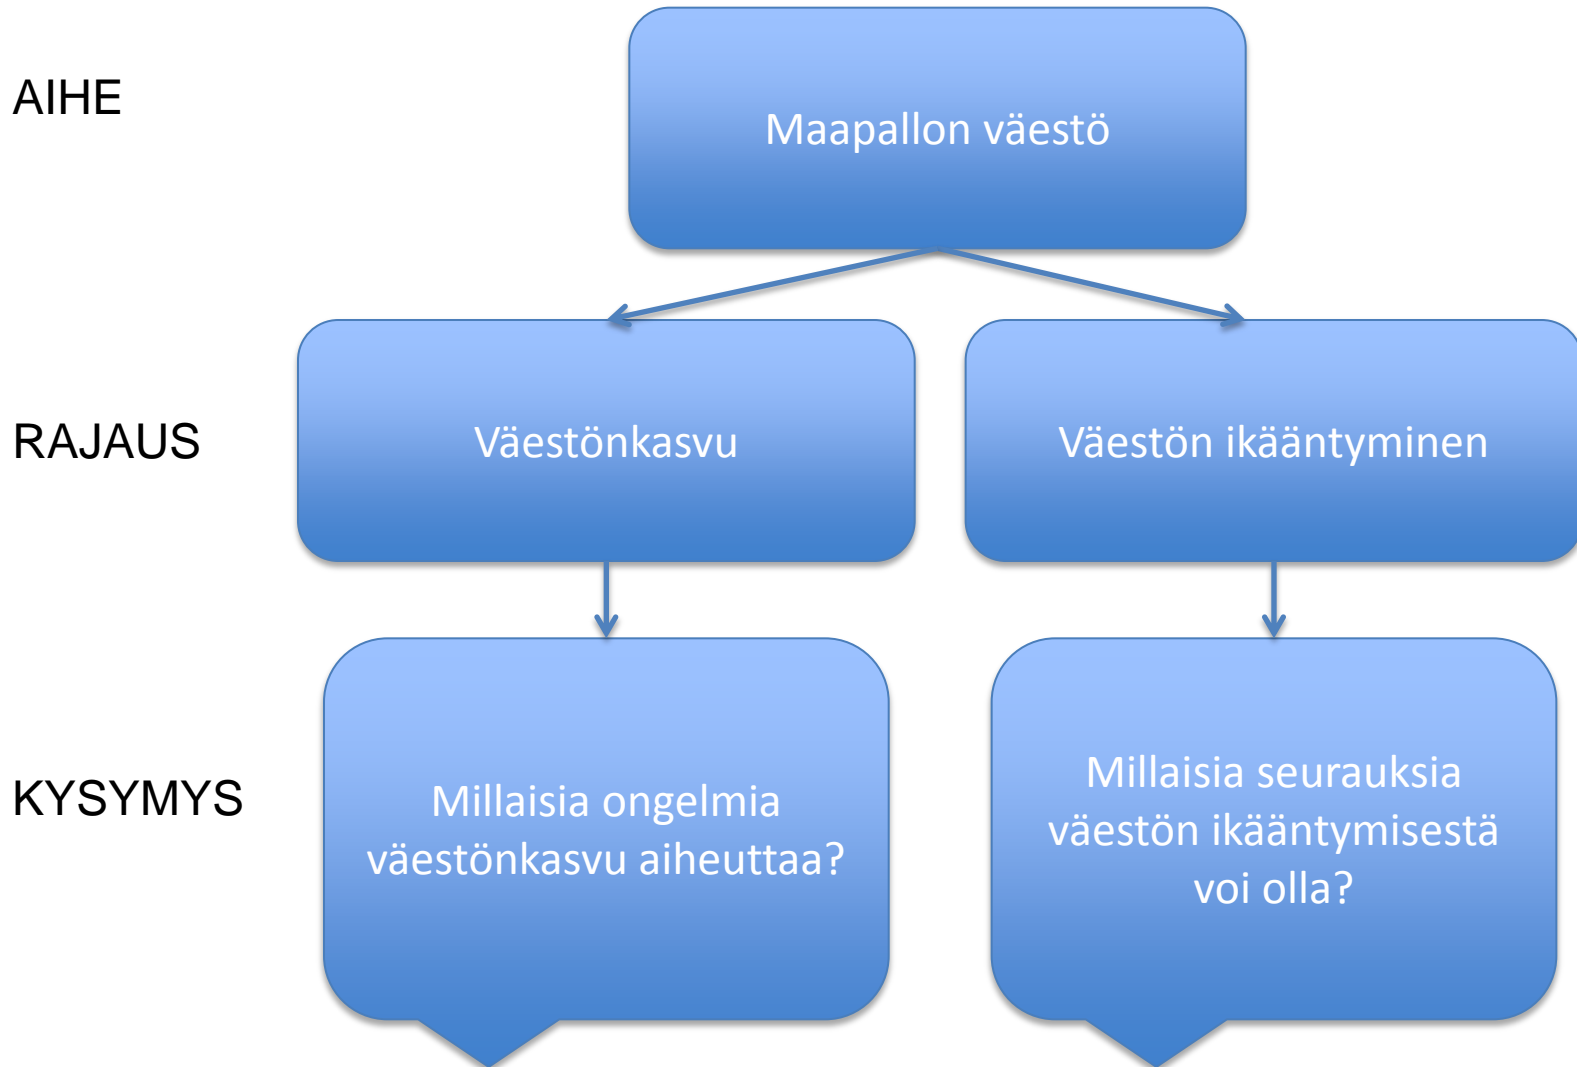 AIHE
Maapallon väestö
RAJAUS
Väestönkasvu
Väestön ikääntyminen
KYSYMYS
Millaisia ongelmia
väestönkasvu aiheuttaa?
Millaisia seurauksia
väestön ikääntymisestä
voi olla?